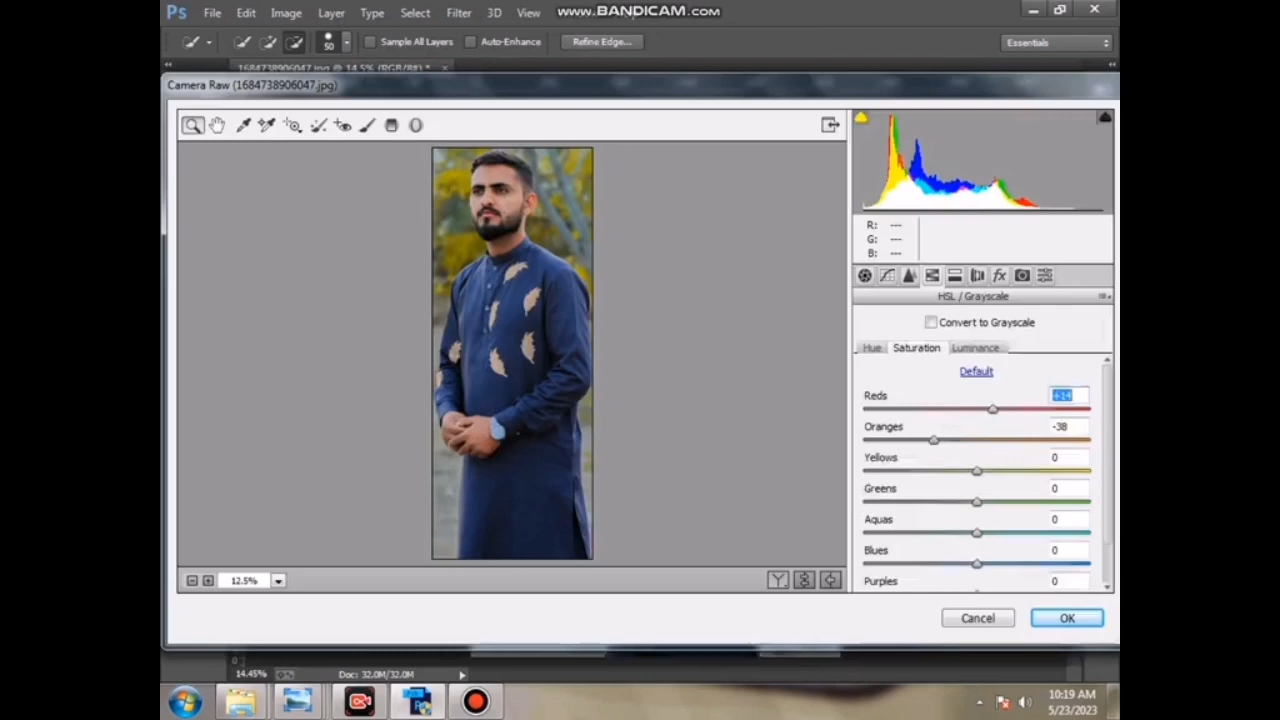 www.BANDICAM.com
Ps File Edit Image Layer Type Select Filter 3D View
50 Sample All Layers Auto-Enhance Refine Edge... Essentials
1684738906047.jpg @ 14.5% (RGB/8#) *
Camera Raw (1684738906047.jpg)
R: ---
G: ---
B: ---
fx
HSL / Grayscale
Convert to Grayscale
Hue Saturation Luminance
Default
Reds +14
Oranges -38
Yellows 0
Greens 0
Aquas 0
Blues 0
Purples 0
12.5%
Y
Cancel OK
14.45% Doc: 32.0M/32.0M
Ps
10:19 AM
5/23/2023